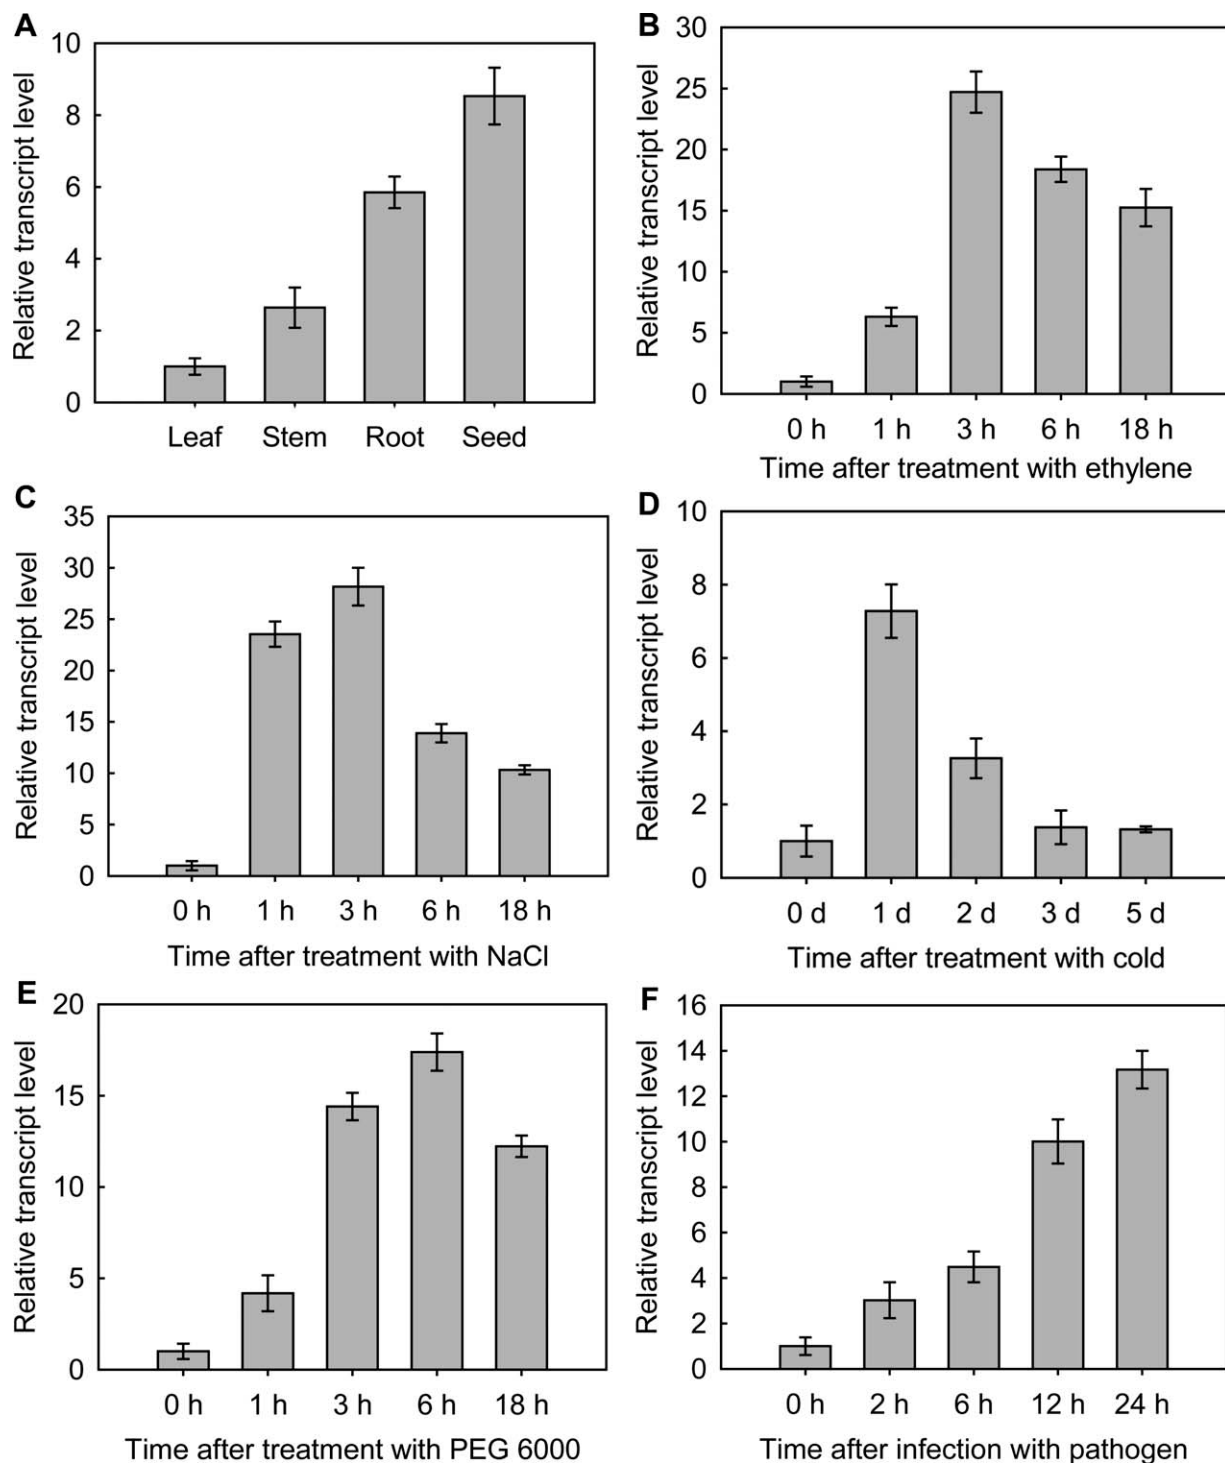 A
Relative transcript level
10
8
6
4
2
0
Leaf Stem Root Seed
B
Relative transcript level
30
25
20
15
10
5
0
0 h 1 h 3 h 6 h 18 h
Time after treatment with ethylene
C
Relative transcript level
35
30
25
20
15
10
5
0
0 h 1 h 3 h 6 h 18 h
Time after treatment with NaCl
D
Relative transcript level
10
8
6
4
2
0
0 d 1 d 2 d 3 d 5 d
Time after treatment with cold
E
Relative transcript level
20
15
10
5
0
0 h 1 h 3 h 6 h 18 h
Time after treatment with PEG 6000
F
Relative transcript level
16
14
12
10
8
6
4
2
0
0 h 2 h 6 h 12 h 24 h
Time after infection with pathogen